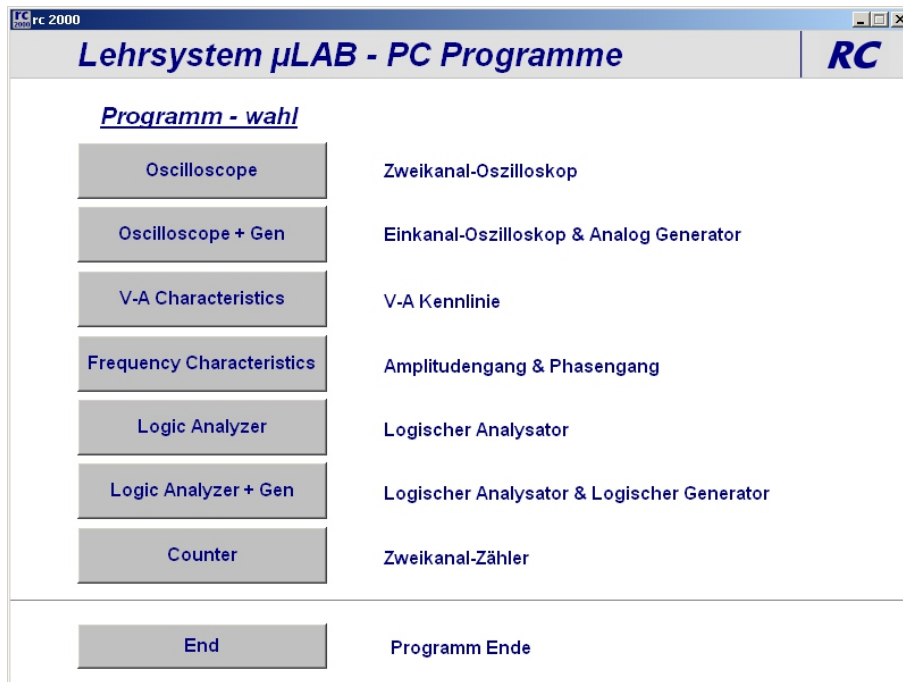 rc 2000 rc 2000
Lehrsystem µLAB - PC Programme RC
Programm - wahl
Oscilloscope Zweikanal-Oszilloskop
Oscilloscope + Gen Einkanal-Oszilloskop & Analog Generator
V-A Characteristics V-A Kennlinie
Frequency Characteristics Amplitudengang & Phasengang
Logic Analyzer Logischer Analysator
Logic Analyzer + Gen Logischer Analysator & Logischer Generator
Counter Zweikanal-Zähler
End Programm Ende